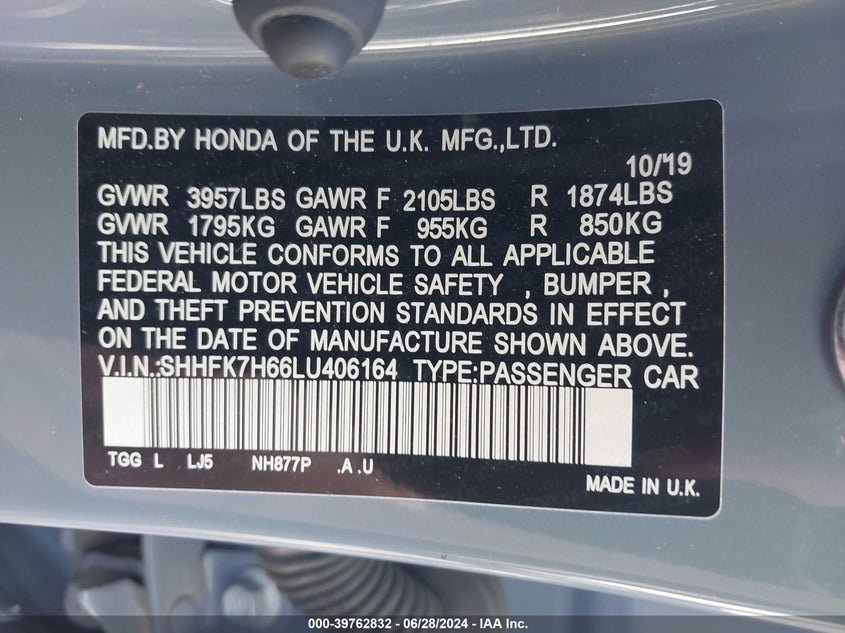 MFD.BY HONDA OF THE U.K. MFG.,LTD.
10/'19
GVWR 3957LBS GAWR F 2105LBS R 1874LBS
GVWR 1795KG GAWR F 955KG R 850KG
THIS VEHICLE CONFORMS TO ALL APPLICABLE
FEDERAL MOTOR VEHICLE SAFETY , BUMPER ,
AND THEFT PREVENTION STANDARDS IN EFFECT
ON THE DATE OF MANUFACTURE SHOWN ABOVE.
V.I.N.:SHHFK7H66LU406164 TYPE:PASSENGER CAR
TGG L LJ5 NH877P .A .U
MADE IN U.K.
000-39762832 - 06/28/2024 - IAA Inc.